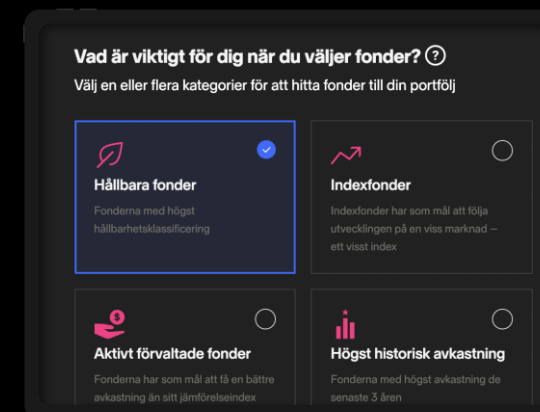 Vad är viktigt för dig när du väljer fonder? ?
Välj en eller flera kategorier för att hitta fonder till din portfölj
Hållbara fonder
Fonderna med högst
hållbarhetsklassificering
Indexfonder
Indexfonder har som mål att följa
utvecklingen på en viss marknad –
ett visst index
$
Aktivt förvaltade fonder
Fonderna har som mål att få en bättre
avkastning än sitt jämförelseindex
Högst historisk avkastning
Fonderna med högst avkastning de
senaste 3 åren